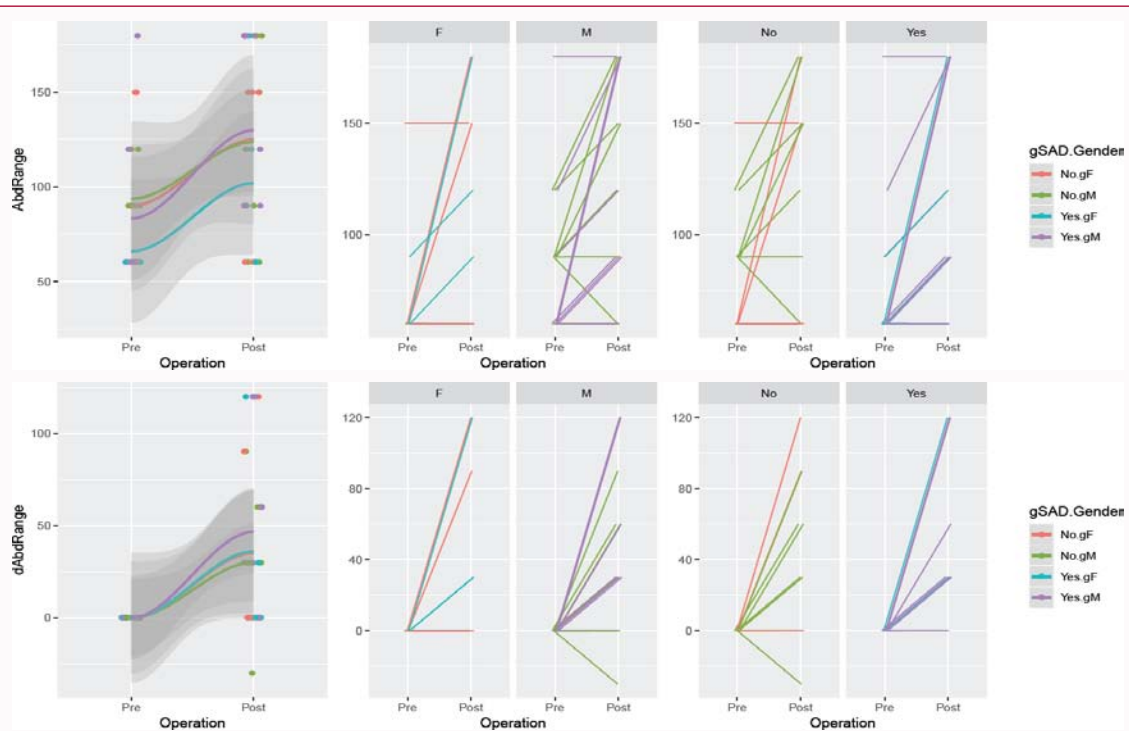 F
M
No
Yes
AbdRange
150
100
50
150
100
gSAD.Gender
No.gF
No.gM
Yes.gF
Yes.gM
150
100
Pre
Post
Operation
Pre
Post
Pre
Post
Operation
Pre
Post
Pre
Post
Operation
F
M
No
Yes
dAbdRange
100
50
0
120
80
40
0
120
80
40
0
gSAD.Gender
No.gF
No.gM
Yes.gF
Yes.gM
Pre
Post
Operation
Pre
Post
Pre
Post
Operation
Pre
Post
Pre
Post
Operation